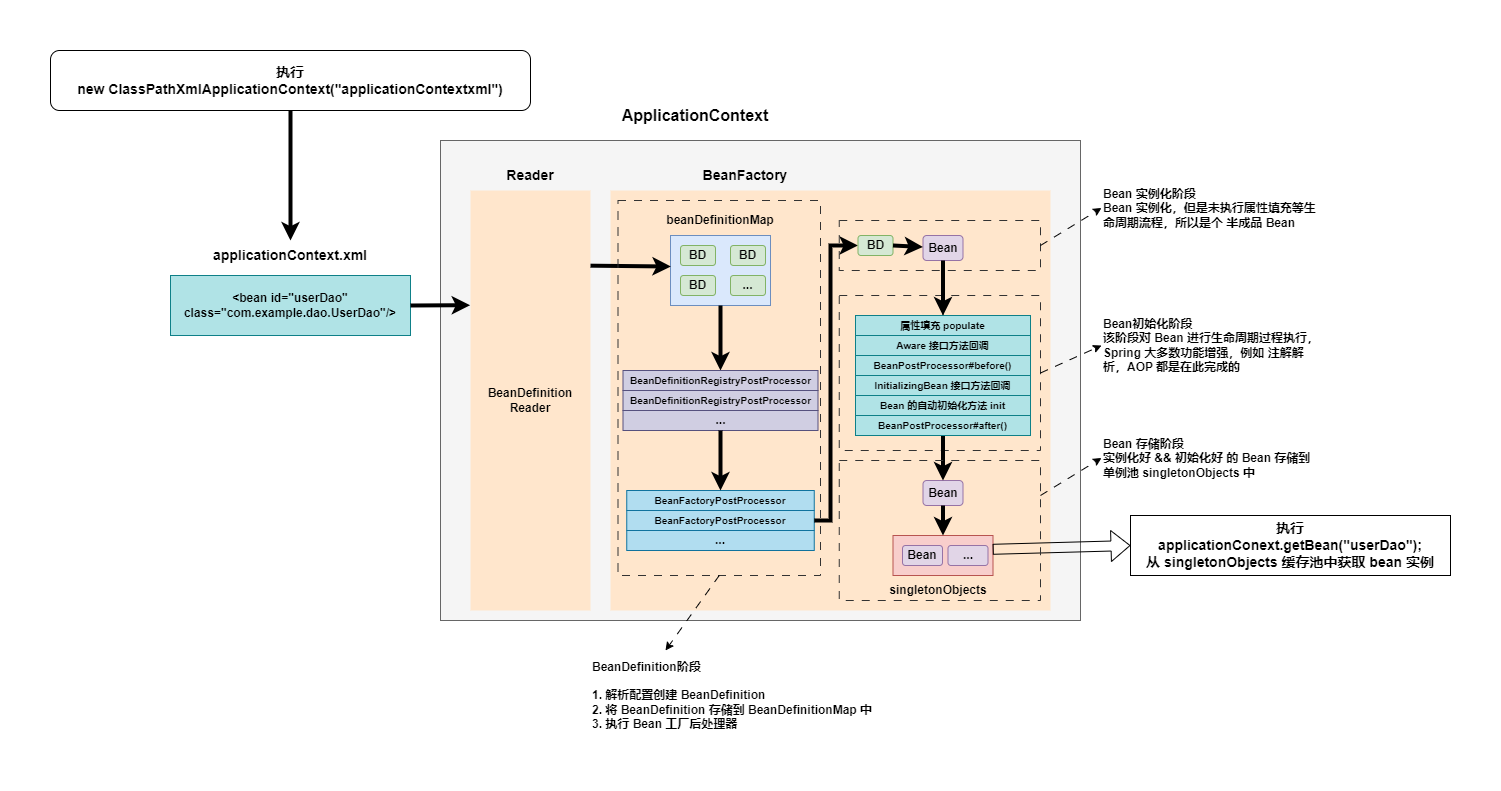 执行
new ClassPathXmlApplicationContext("applicationContextxml")
ApplicationContext
applicationContext.xml
<bean id="userDao"
class="com.example.dao.UserDao"/>
Reader
BeanDefinition
Reader
BeanFactory
beanDefinitionMap
BD
BD
BD
...
BeanDefinitionRegistryPostProcessor
BeanDefinitionRegistryPostProcessor
...
BeanFactoryPostProcessor
BeanFactoryPostProcessor
...
BD
Bean
属性填充 populate
Aware 接口方法回调
BeanPostProcessor#before()
InitializingBean 接口方法回调
Bean 的自动初始化方法 init
BeanPostProcessor#after()
Bean
Bean
...
singletonObjects
Bean 实例化阶段
Bean 实例化，但是未执行属性填充等生
命周期流程，所以是个 半成品 Bean
Bean初始化阶段
该阶段对 Bean 进行生命周期过程执行，
Spring 大多数功能增强，例如 注解解
析，AOP 都是在此完成的
Bean 存储阶段
实例化好 && 初始化好 的 Bean 存储到
单例池 singletonObjects 中
执行
applicationConext.getBean("userDao");
从 singletonObjects 缓存池中获取 bean 实例
BeanDefinition阶段
1. 解析配置创建 BeanDefinition
2. 将 BeanDefinition 存储到 BeanDefinitionMap 中
3. 执行 Bean 工厂后处理器